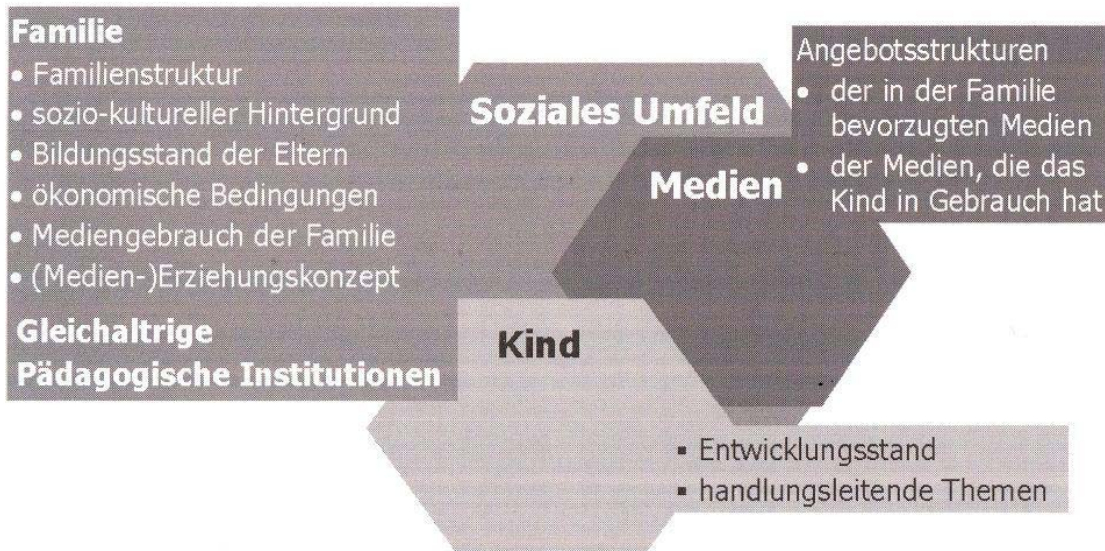 Familie
• Familienstruktur
• sozio-kultureller Hintergrund
• Bildungsstand der Eltern
• ökonomische Bedingungen
• Mediengebrauch der Familie
• (Medien-)Erziehungskonzept
Gleichaltrige
Pädagogische Institutionen
Soziales Umfeld
Medien
Angebotsstrukturen
• der in der Familie
bevorzugten Medien
• der Medien, die das
Kind in Gebrauch hat
Kind
▪ Entwicklungsstand
▪ handlungsleitende Themen